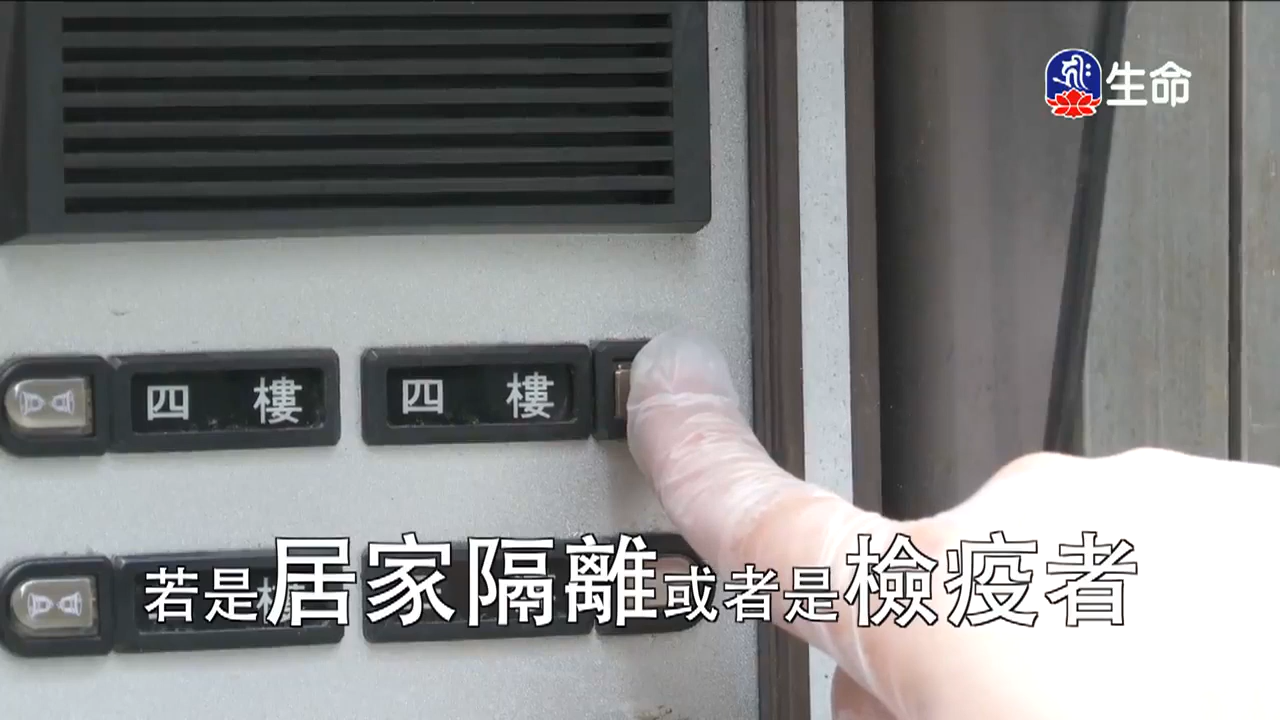 生命
四 樓
四 樓
若是居家隔離或者是檢疫者